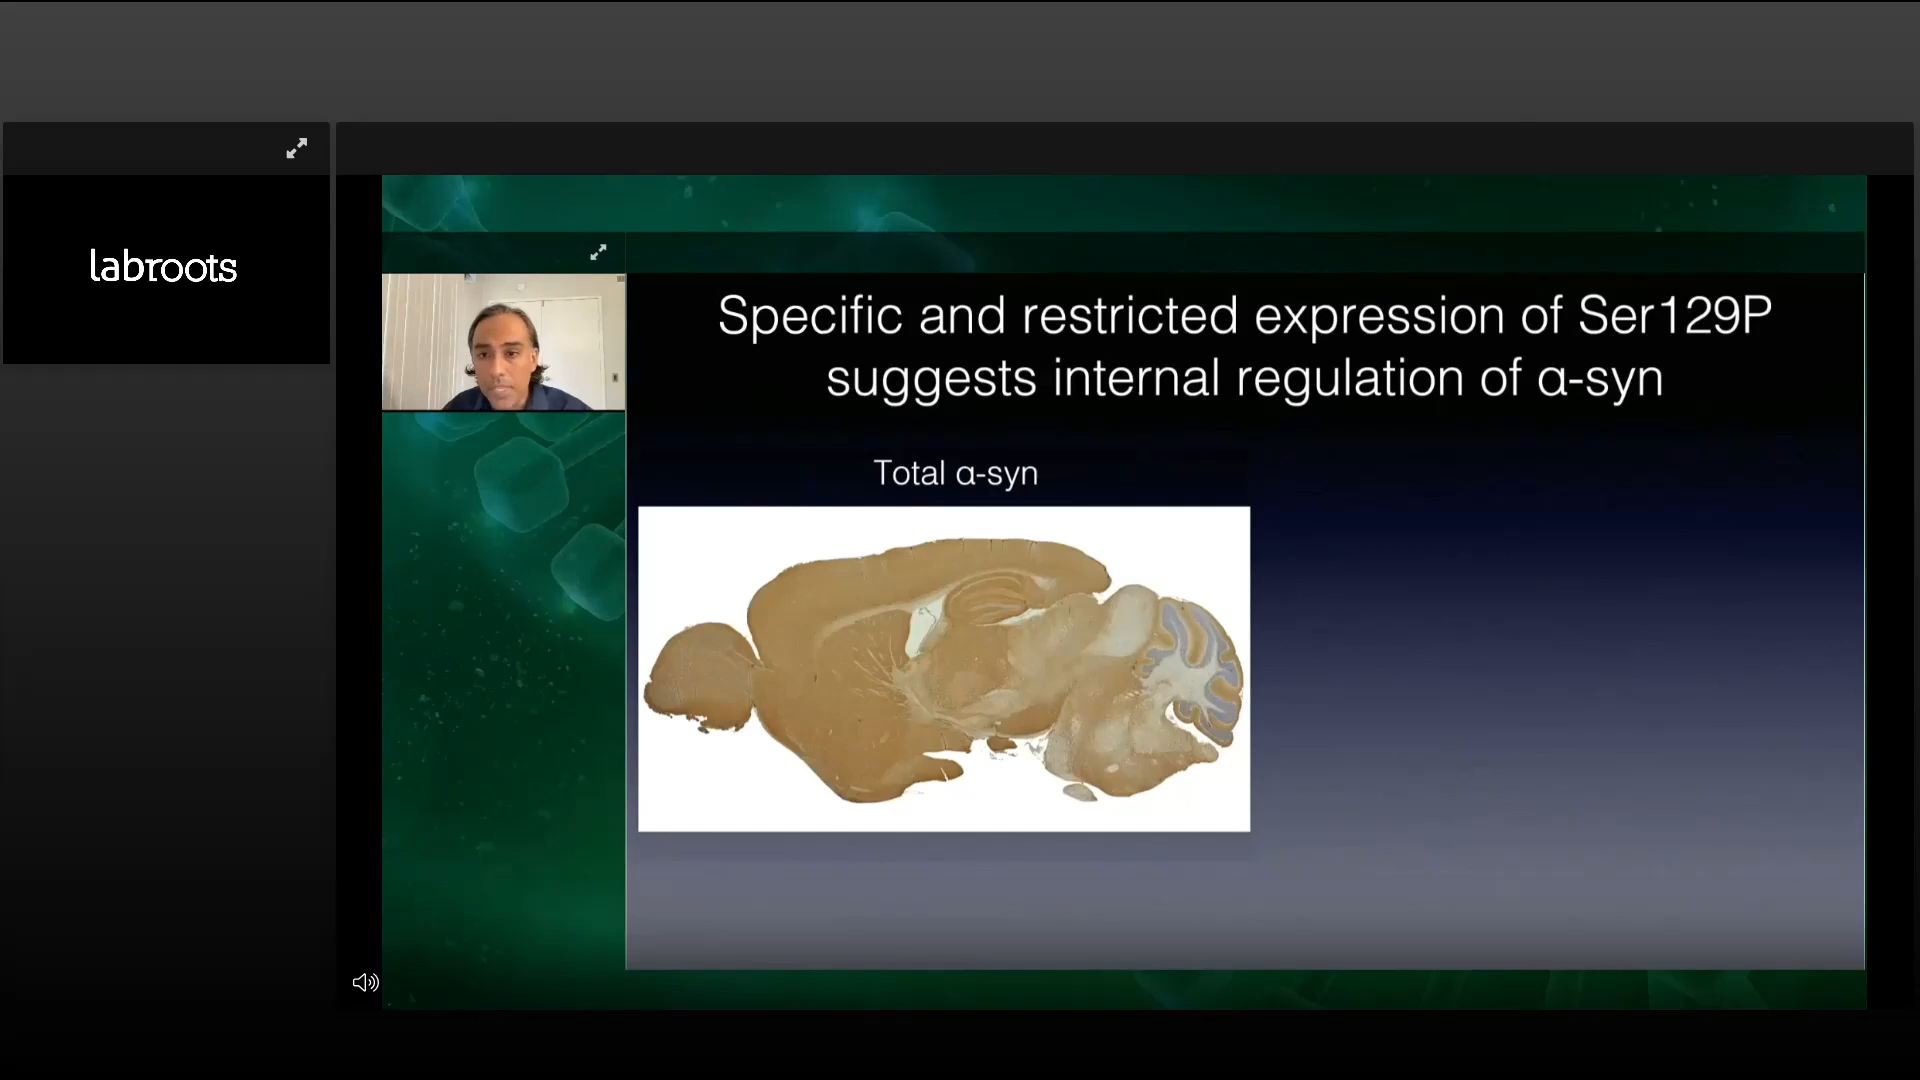 labroots
Specific and restricted expression of Ser129P
suggests internal regulation of α-syn
Total α-syn